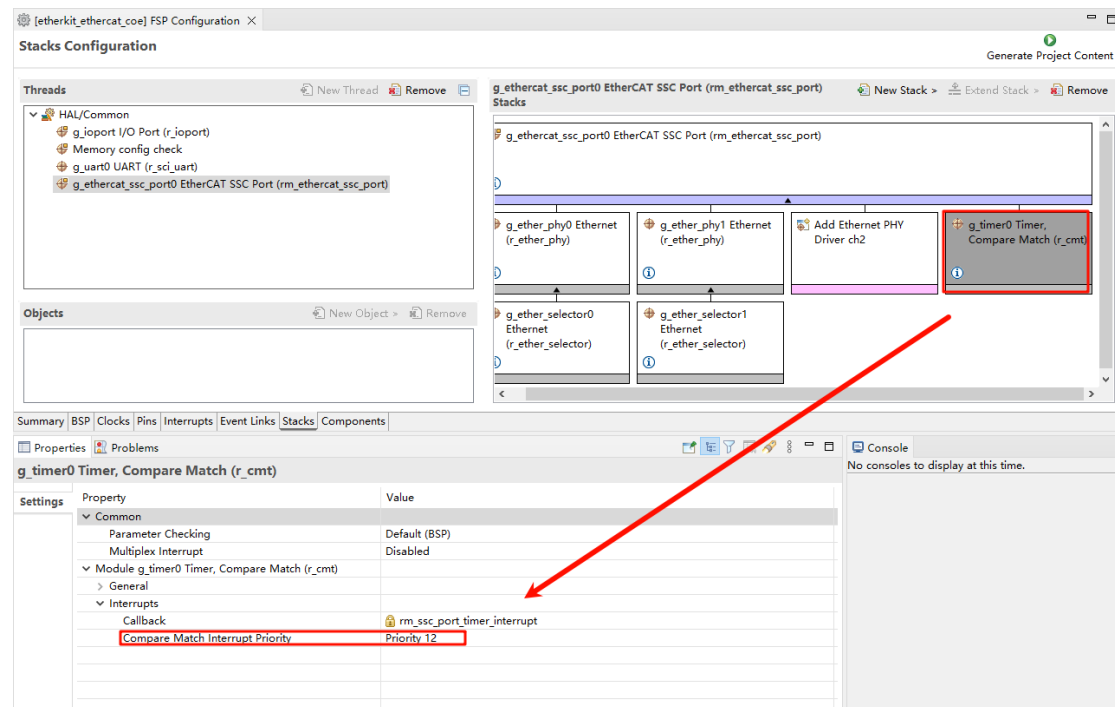 [etherkit_ethercat_coe] FSP Configuration
Stacks Configuration
Generate Project Content
Threads
New Thread
Remove
HAL/Common
g_ioport I/O Port (r_ioport)
Memory config check
g_uart0 UART (r_sci_uart)
g_ethercat_ssc_port0 EtherCAT SSC Port (rm_ethercat_ssc_port)
Objects
New Object >
Remove
g_ethercat_ssc_port0 EtherCAT SSC Port (rm_ethercat_ssc_port)
Stacks
New Stack >
Extend Stack >
Remove
g_ethercat_ssc_port0 EtherCAT SSC Port (rm_ethercat_ssc_port)
g_ether_phy0 Ethernet
(r_ether_phy)
g_ether_phy1 Ethernet
(r_ether_phy)
Add Ethernet PHY
Driver ch2
g_timer0 Timer,
Compare Match (r_cmt)
g_ether_selector0
Ethernet
(r_ether_selector)
g_ether_selector1
Ethernet
(r_ether_selector)
Summary BSP Clocks Pins Interrupts Event Links Stacks Components
Properties Problems
g_timer0 Timer, Compare Match (r_cmt)
Settings
Property Value
Common
Parameter Checking Default (BSP)
Multiplex Interrupt Disabled
Module g_timer0 Timer, Compare Match (r_cmt)
General
Interrupts
Callback rm_ssc_port_timer_interrupt
Compare Match Interrupt Priority Priority 12
Console
No consoles to display at this time.